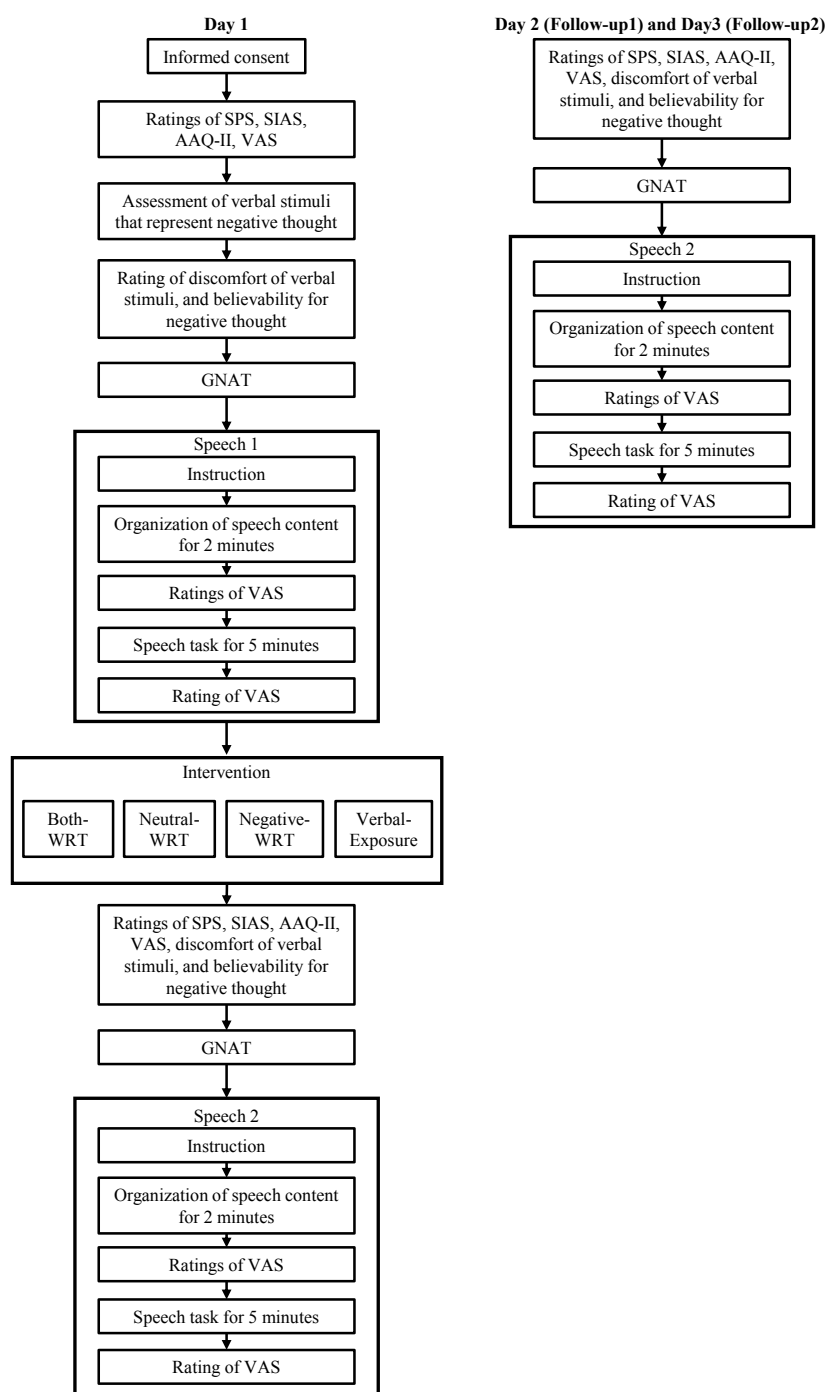 Day 1
Informed consent
Ratings of SPS, SIAS,
AAQ-II, VAS
Assessment of verbal stimuli
that represent negative thought
Rating of discomfort of verbal
stimuli, and believability for
negative thought
GNAT
Speech 1
Instruction
Organization of speech content
for 2 minutes
Ratings of VAS
Speech task for 5 minutes
Rating of VAS
Intervention
Both-
WRT
Neutral-
WRT
Negative-
WRT
Verbal-
Exposure
Ratings of SPS, SIAS, AAQ-II,
VAS, discomfort of verbal
stimuli, and believability for
negative thought
GNAT
Speech 2
Instruction
Organization of speech content
for 2 minutes
Ratings of VAS
Speech task for 5 minutes
Rating of VAS
Day 2 (Follow-up1) and Day3 (Follow-up2)
Ratings of SPS, SIAS, AAQ-II,
VAS, discomfort of verbal
stimuli, and believability for
negative thought
GNAT
Speech 2
Instruction
Organization of speech content
for 2 minutes
Ratings of VAS
Speech task for 5 minutes
Rating of VAS